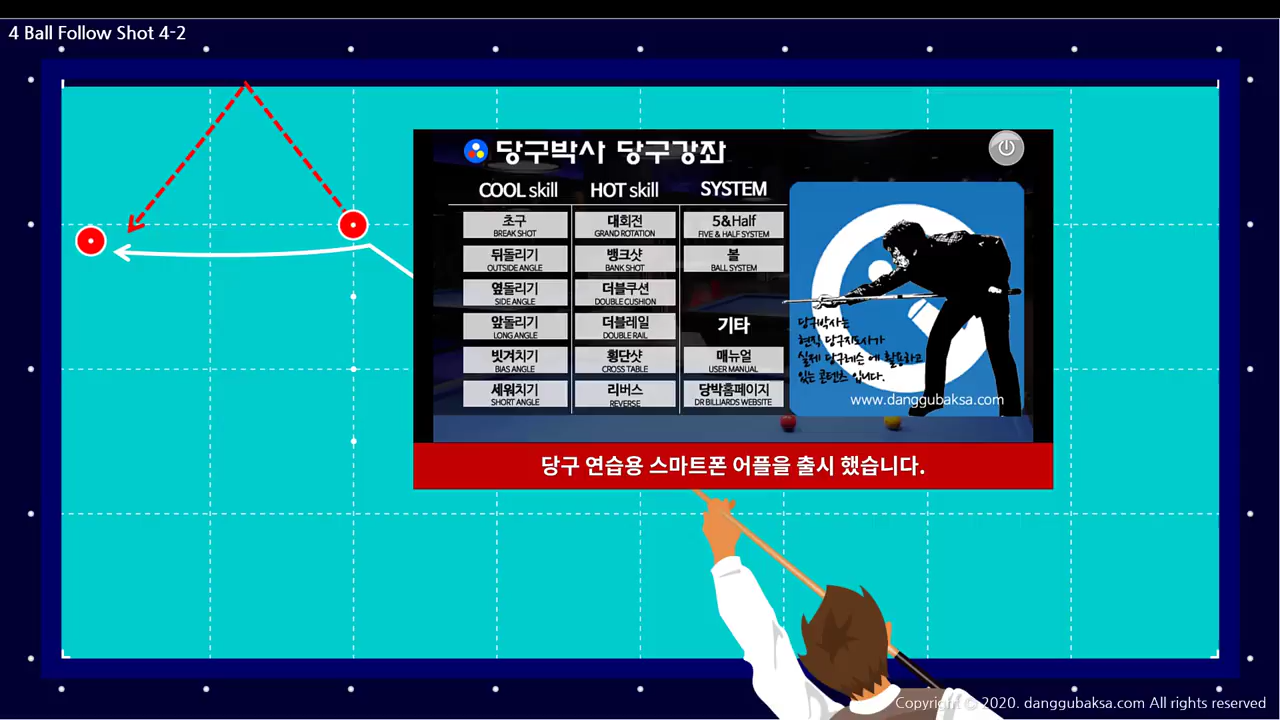 4 Ball Follow Shot 4-2
당구박사 당구강좌
COOL skill
HOT skill
SYSTEM
초구
BREAK SHOT
대회전
GRAND ROTATION
5&Half
FIVE & HALF SYSTEM
뒤돌리기
OUTSIDE ANGLE
뱅크샷
BANK SHOT
볼
BALL SYSTEM
옆돌리기
SIDE ANGLE
더블쿠션
DOUBLE CUSHION
앞돌리기
LONG ANGLE
더블레일
DOUBLE RAIL
기타
빗겨치기
BIAS ANGLE
횡단샷
CROSS TABLE
매뉴얼
USER MANUAL
세워치기
SHORT ANGLE
리버스
REVERSE
당박홈페이지
DR BILLIARDS WEBSITE
당구박사는
현직 당구지도사가
실제 당구레슨 에 활용하고
있는 콘텐츠 입니다.
www.danggubaksa.com
당구 연습용 스마트폰 어플을 출시 했습니다.
Copyright © 2020. danggubaksa.com All rights reserved